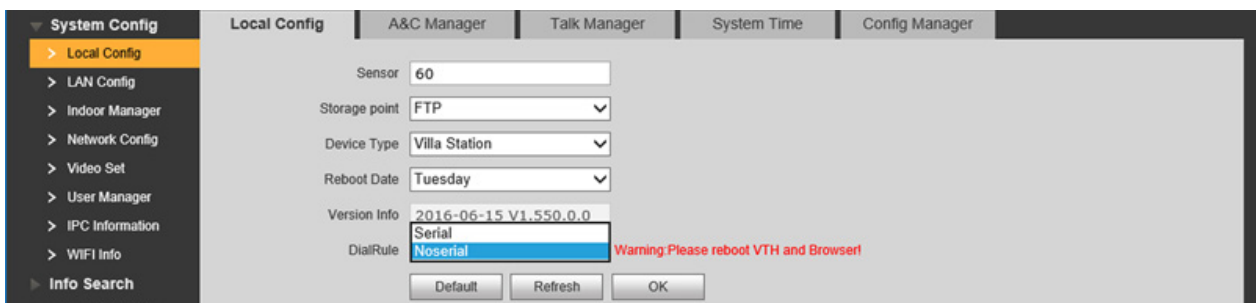 System Config
Local Config
LAN Config
Indoor Manager
Network Config
Video Set
User Manager
IPC Information
WIFI Info
Info Search
Local Config A&C Manager Talk Manager System Time Config Manager
Sensor 60
Storage point FTP
Device Type Villa Station
Reboot Date Tuesday
Version Info 2016-06-15 V1.550.0.0
Serial
DialRule Noserial Warning:Please reboot VTH and Browser!
Default Refresh OK